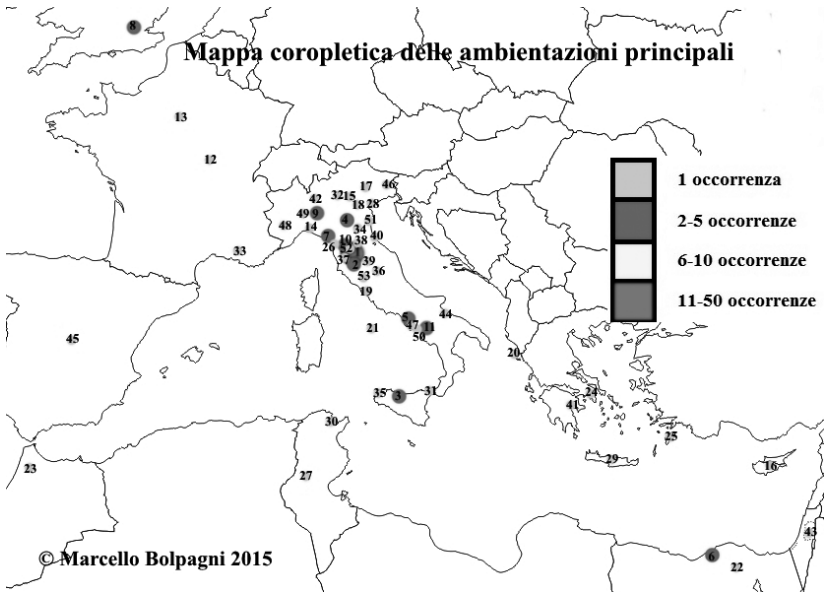 8
Mappa coropletica delle ambientazioni principali
13
12
17 46
42 32 15
18 28
49 9 4 51
48 14 34
7 10 38 40
33 26 52
37 2 39
53 36
19
1 occorrenza
2-5 occorrenze
6-10 occorrenze
11-50 occorrenze
45
21
5 47 11 44
50
20
35 3 31
24
41
25
30
29
16
23
27
43
6
22
© Marcello Bolpagni 2015